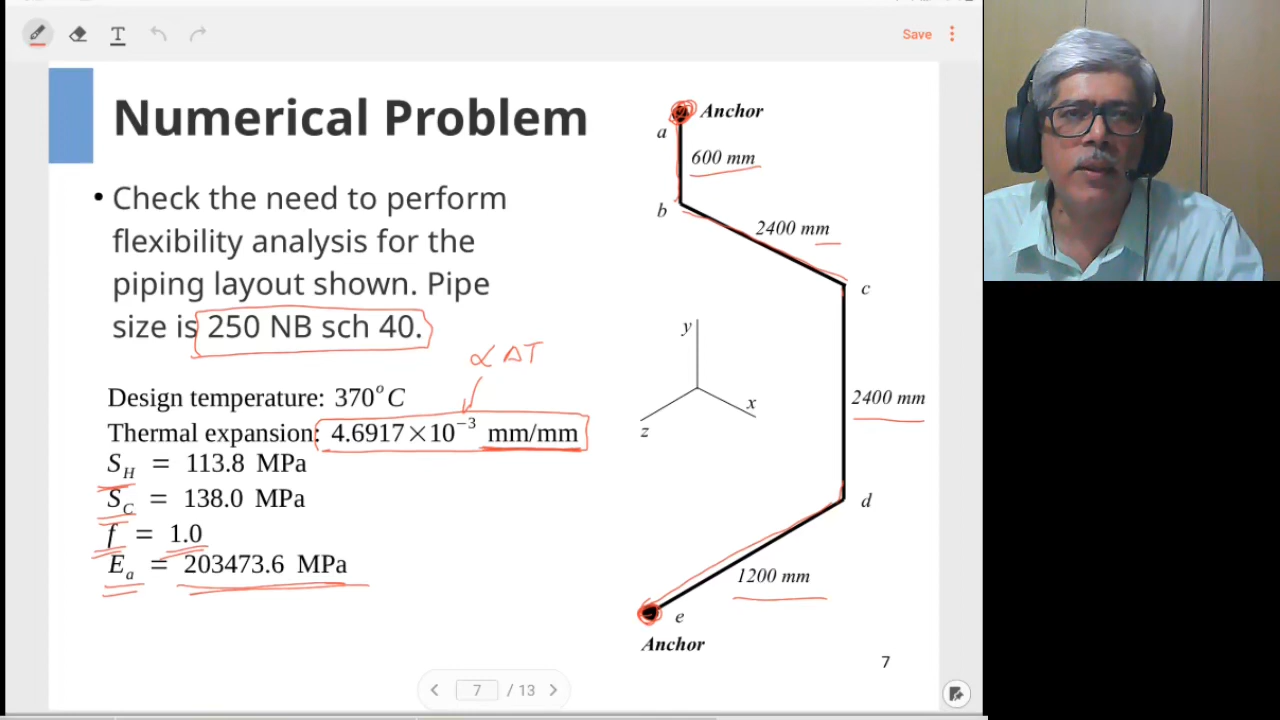 Save
Numerical Problem
• Check the need to perform
flexibility analysis for the
piping layout shown. Pipe
size is 250 NB sch 40.
α ΔT
Design temperature: 370°C
Thermal expansion: 4.6917×10⁻³ mm/mm
S_H = 113.8 MPa
S_C = 138.0 MPa
f = 1.0
E_a = 203473.6 MPa
Anchor
a
600 mm
b
2400 mm
c
y
x
z
2400 mm
d
1200 mm
e
Anchor
7
7 / 13